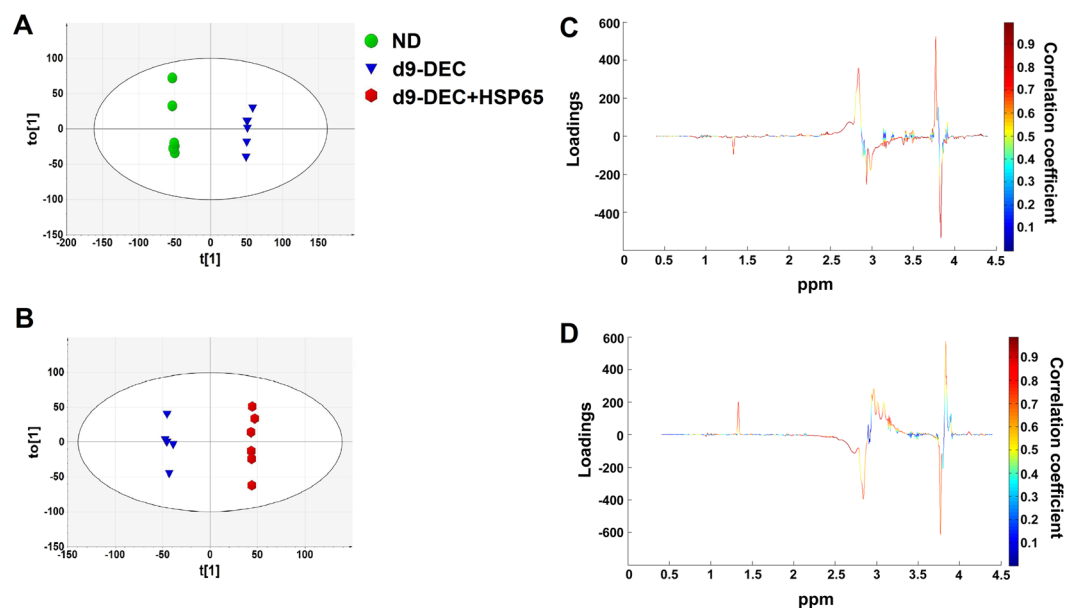 A
ND
d9-DEC
d9-DEC+HSP65
to[1]
100
50
0
-50
-100
-150
-200 -150 -100 -50 0 50 100 150
t[1]
B
to[1]
100
50
0
-50
-100
-150
-150 -100 -50 0 50 100 150
t[1]
C
Loadings
600
400
200
0
-200
-400
0 0.5 1 1.5 2 2.5 3 3.5 4 4.5
ppm
0.9
0.8
0.7
0.6
0.5
0.4
0.3
0.2
0.1
Correlation coefficient
D
Loadings
600
400
200
0
-200
-400
-600
0 0.5 1 1.5 2 2.5 3 3.5 4 4.5
ppm
0.9
0.8
0.7
0.6
0.5
0.4
0.3
0.2
0.1
Correlation coefficient